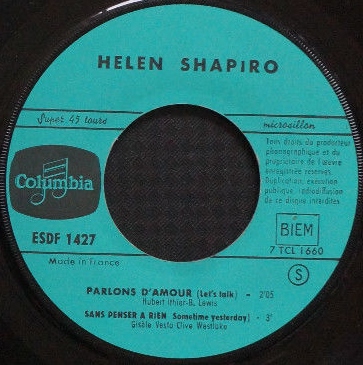 HELEN SHAPIRO
Super 45 tours
microsillon
Tous droits du producteur
phonographique et du
propriétaire de l'œuvre
enregistrée réservés
Duplication, exécution
publique, radiodiffusion
de ce disque interdites
Columbia
ESDF 1427
BIEM
7 TCL 1660
Made in France
S
PARLONS D'AMOUR (Let's talk) - 2'05
Hubert Ithier-B. Lewis
SANS PENSER A RIEN Sometime yesterday) - 3'
Gisèle Vesta Clive Westlake